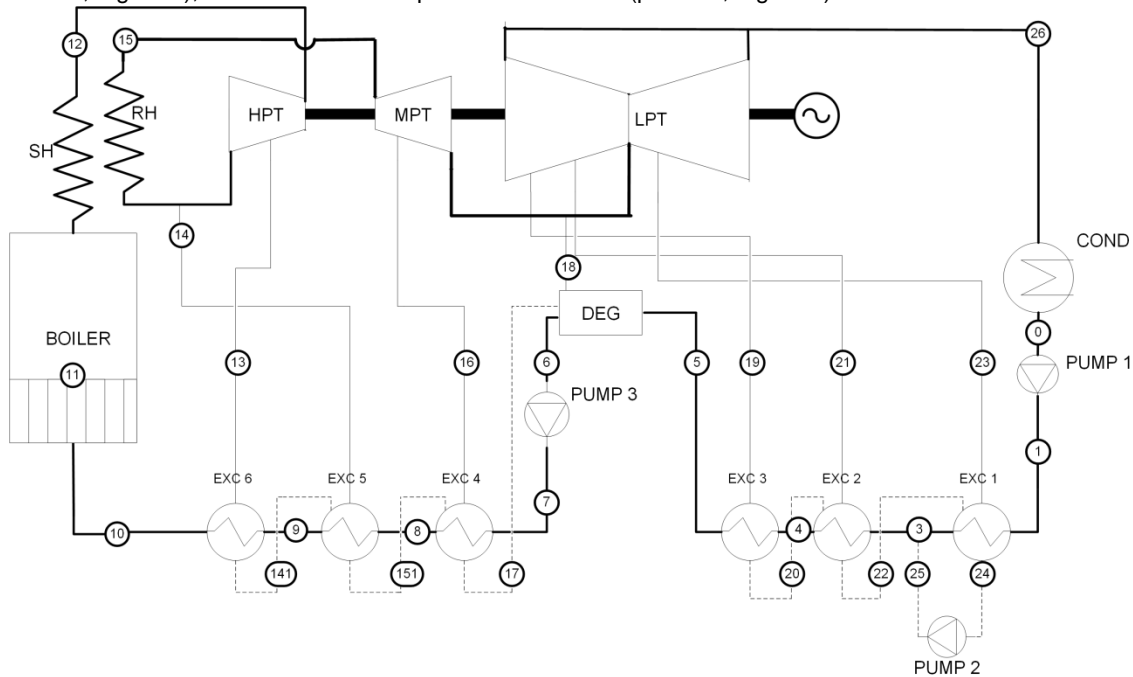 12
15
26
RH
HPT
MPT
LPT
SH
14
18
COND
DEG
0
BOILER
13
16
6
5
19
21
23
PUMP 1
11
PUMP 3
1
EXC 6
EXC 5
EXC 4
7
EXC 3
EXC 2
EXC 1
10
9
8
4
3
141
151
17
20
22
25
24
PUMP 2